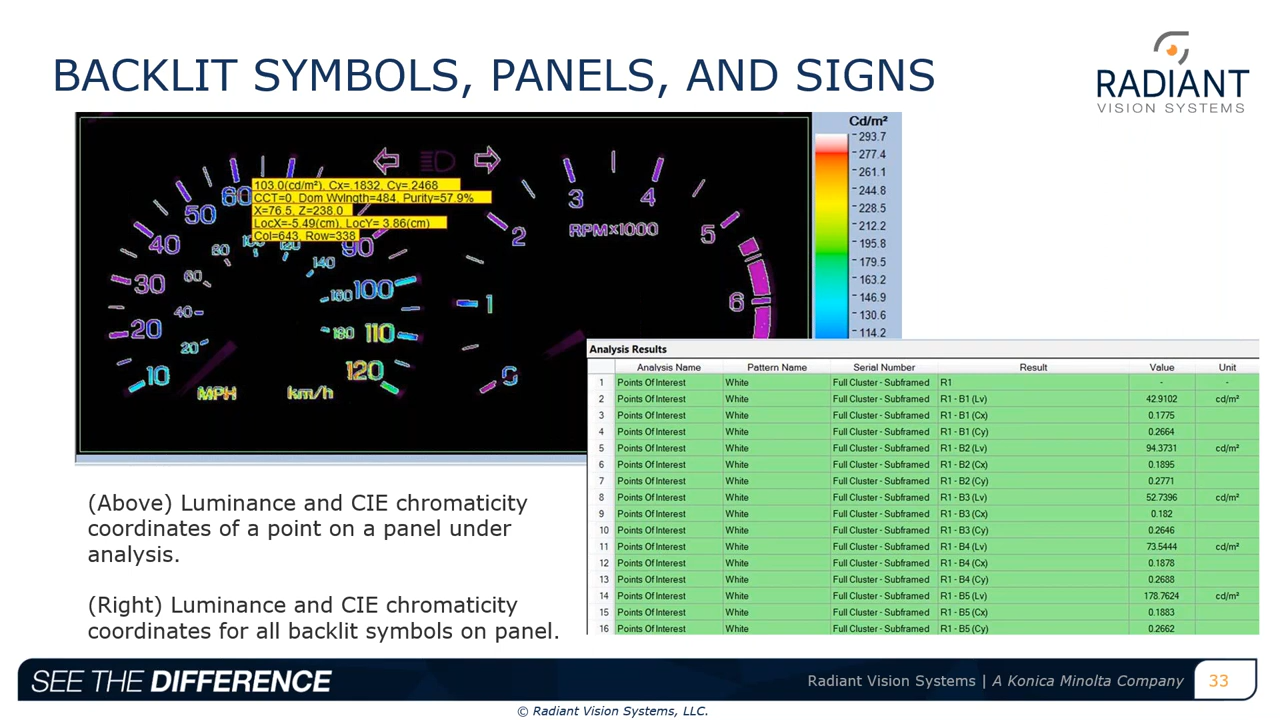 BACKLIT SYMBOLS, PANELS, AND SIGNS
RADIANT
VISION SYSTEMS
Cd/m²
293.7
277.4
261.1
244.8
228.5
212.2
195.8
179.5
163.2
146.9
130.6
114.2
103.0(cd/m²), Cx=.1832, Cy=.2468
CCT=0, Dom Wvlngth=484, Purity=57.9%
X=76.5, Z=238.0
LocX=-5.49(cm), LocY= 3.86(cm)
Col=643, Row=338
10
20
30
40
50
60
90
100
110
120
20
40
60
80
140
160
180
MPH
km/h
0
1
2
3
4
5
6
RPM×1000
Analysis Results
Analysis Name Pattern Name Serial Number Result Value Unit
1 Points Of Interest White Full Cluster - Subframed R1 - -
2 Points Of Interest White Full Cluster - Subframed R1 - B1 (Lv) 42.9102 cd/m²
3 Points Of Interest White Full Cluster - Subframed R1 - B1 (Cx) 0.1775
4 Points Of Interest White Full Cluster - Subframed R1 - B1 (Cy) 0.2664
5 Points Of Interest White Full Cluster - Subframed R1 - B2 (Lv) 94.3731 cd/m²
6 Points Of Interest White Full Cluster - Subframed R1 - B2 (Cx) 0.1895
7 Points Of Interest White Full Cluster - Subframed R1 - B2 (Cy) 0.2771
8 Points Of Interest White Full Cluster - Subframed R1 - B3 (Lv) 52.7396 cd/m²
9 Points Of Interest White Full Cluster - Subframed R1 - B3 (Cx) 0.182
10 Points Of Interest White Full Cluster - Subframed R1 - B3 (Cy) 0.2646
11 Points Of Interest White Full Cluster - Subframed R1 - B4 (Lv) 73.5444 cd/m²
12 Points Of Interest White Full Cluster - Subframed R1 - B4 (Cx) 0.1878
13 Points Of Interest White Full Cluster - Subframed R1 - B4 (Cy) 0.2688
14 Points Of Interest White Full Cluster - Subframed R1 - B5 (Lv) 178.7624 cd/m²
15 Points Of Interest White Full Cluster - Subframed R1 - B5 (Cx) 0.1883
16 Points Of Interest White Full Cluster - Subframed R1 - B5 (Cy) 0.2662
(Above) Luminance and CIE chromaticity
coordinates of a point on a panel under
analysis.
(Right) Luminance and CIE chromaticity
coordinates for all backlit symbols on panel.
SEE THE DIFFERENCE
Radiant Vision Systems | A Konica Minolta Company 33
© Radiant Vision Systems, LLC.